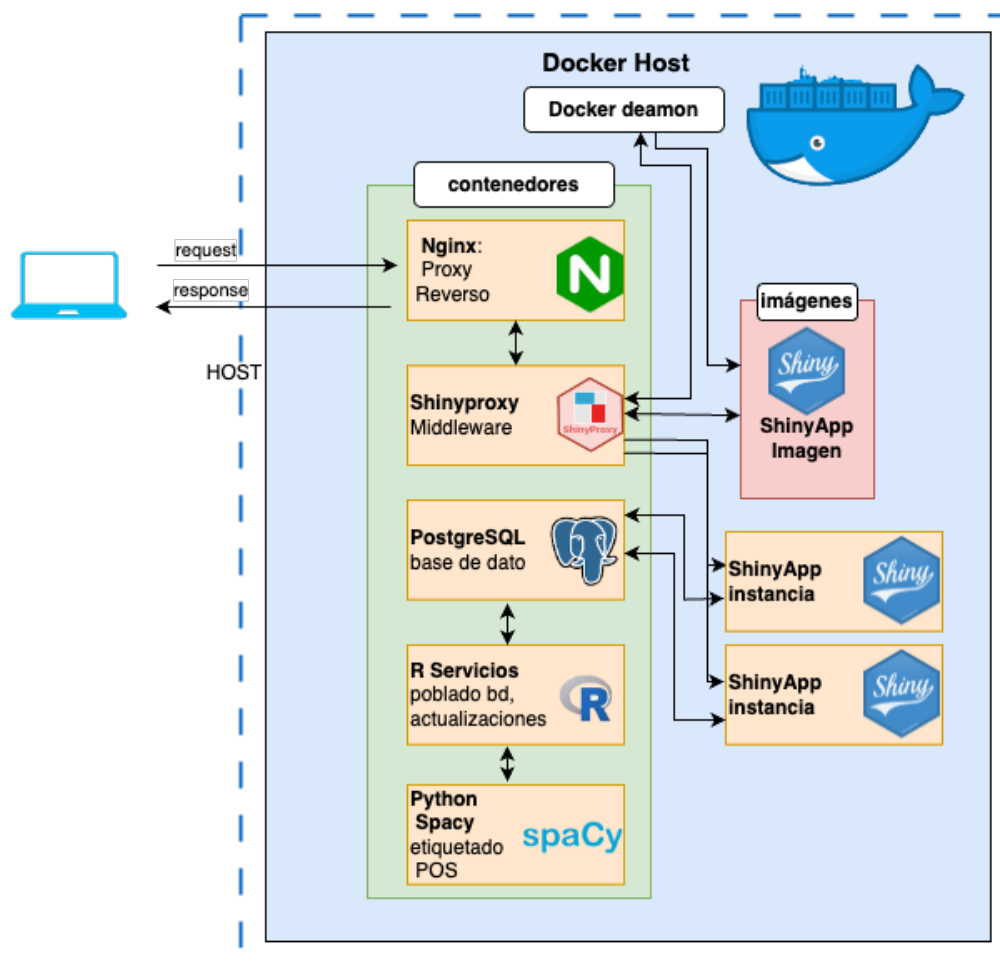 Docker Host
Docker deamon
contenedores
Nginx:
Proxy
Reverso
request
response
HOST
imágenes
Shiny
ShinyApp
Imagen
Shinyproxy
Middleware
ShinyProxy
PostgreSQL
base de dato
ShinyApp
instancia
Shiny
R Servicios
poblado bd,
actualizaciones
R
ShinyApp
instancia
Shiny
Python
Spacy
etiquetado
POS
spaCy